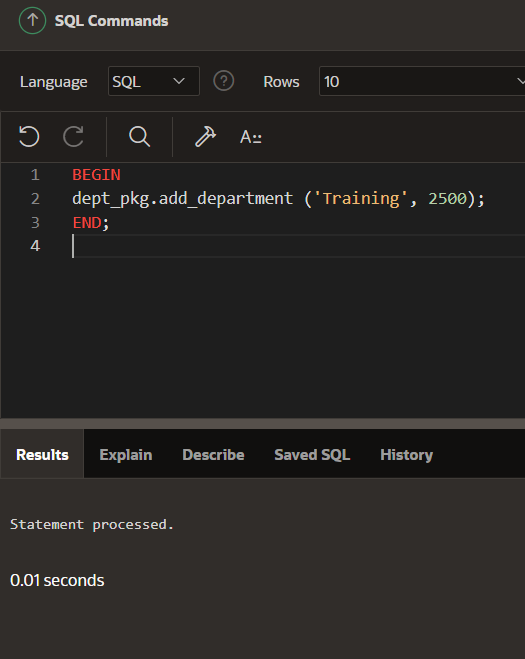 SQL Commands
Language SQL Rows 10
A::
1 BEGIN
2 dept_pkg.add_department ('Training', 2500);
3 END;
4
Results Explain Describe Saved SQL History
Statement processed.
0.01 seconds